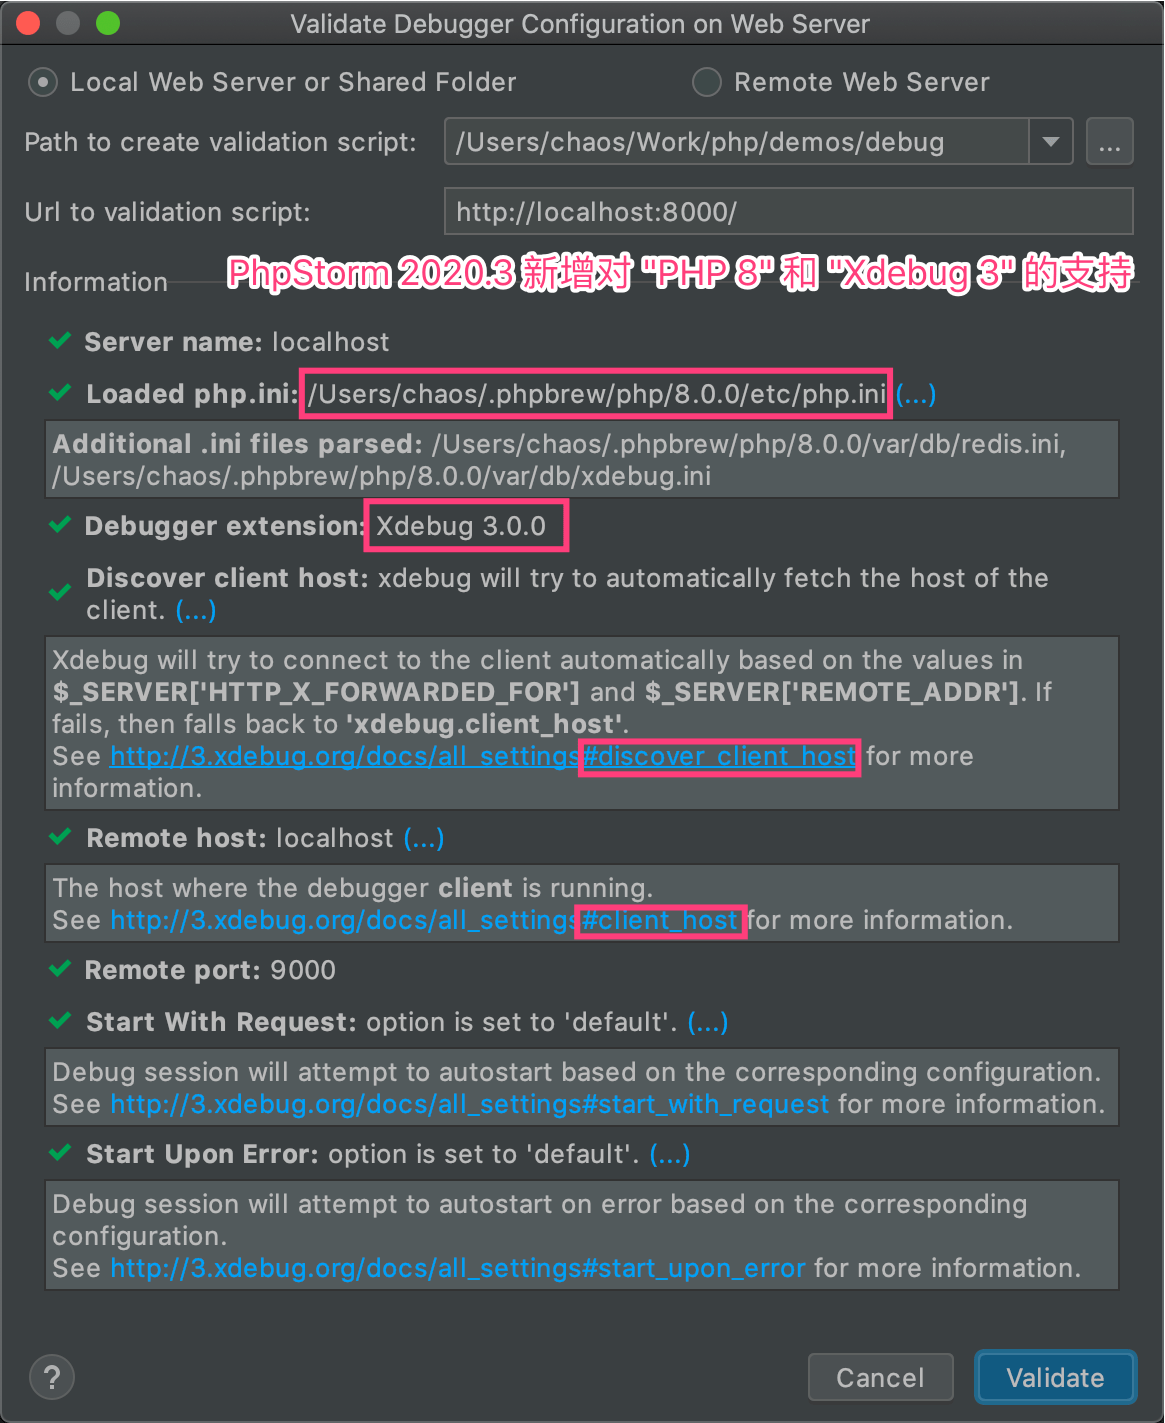 Validate Debugger Configuration on Web Server
Local Web Server or Shared Folder
Remote Web Server
Path to create validation script:
/Users/chaos/Work/php/demos/debug
...
Url to validation script:
http://localhost:8000/
Information
PhpStorm 2020.3 新增对 "PHP 8" 和 "Xdebug 3" 的支持
Server name: localhost
Loaded php.ini: /Users/chaos/.phpbrew/php/8.0.0/etc/php.ini (...)
Additional .ini files parsed: /Users/chaos/.phpbrew/php/8.0.0/var/db/redis.ini,
/Users/chaos/.phpbrew/php/8.0.0/var/db/xdebug.ini
Debugger extension: Xdebug 3.0.0
Discover client host: xdebug will try to automatically fetch the host of the
client. (...)
Xdebug will try to connect to the client automatically based on the values in
$_SERVER['HTTP_X_FORWARDED_FOR'] and $_SERVER['REMOTE_ADDR']. If
fails, then falls back to 'xdebug.client_host'.
See http://3.xdebug.org/docs/all_settings#discover_client_host for more
information.
Remote host: localhost (...)
The host where the debugger client is running.
See http://3.xdebug.org/docs/all_settings#client_host for more information.
Remote port: 9000
Start With Request: option is set to 'default'. (...)
Debug session will attempt to autostart based on the corresponding configuration.
See http://3.xdebug.org/docs/all_settings#start_with_request for more information.
Start Upon Error: option is set to 'default'. (...)
Debug session will attempt to autostart on error based on the corresponding
configuration.
See http://3.xdebug.org/docs/all_settings#start_upon_error for more information.
?
Cancel
Validate